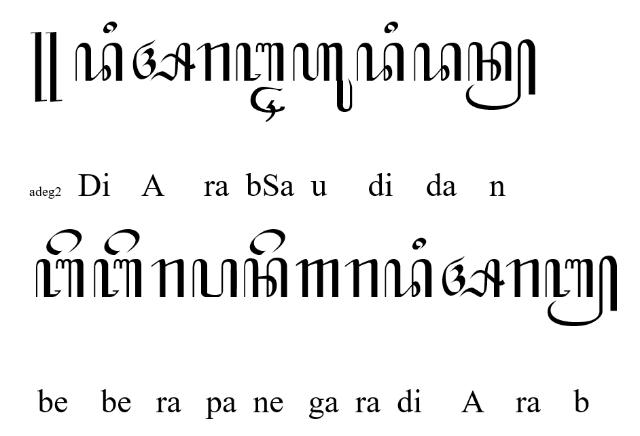 ꧋ꦢꦶꦄꦫꦧ꧀ꦯꦲꦸꦢꦶꦢꦤ꧀
adeg2 Di A ra bSa u di da n
ꦧꦼꦧꦼꦫꦥꦤꦼꦒꦫꦢꦶꦄꦫꦧ꧀
be be ra pa ne ga ra di A ra b